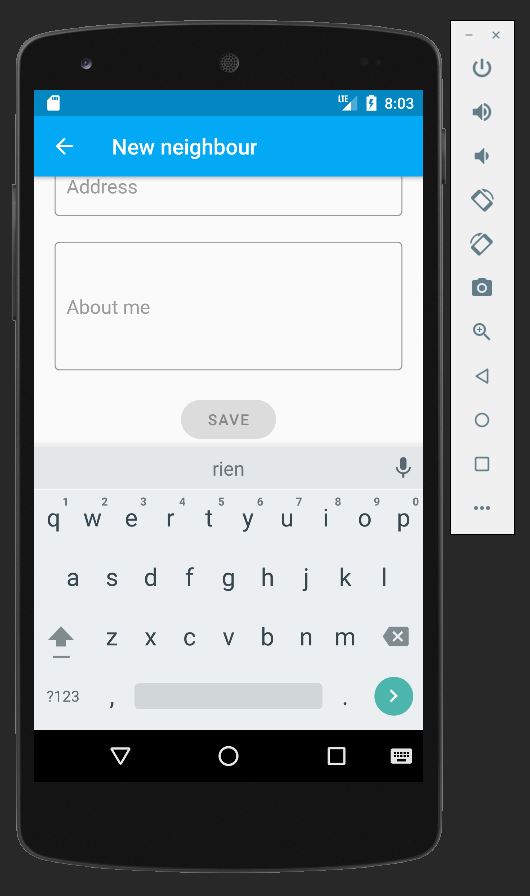 LTE 8:03
New neighbour
Address
About me
SAVE
rien
1 2 3 4 5 6 7 8 9 0
q w e r t y u i o p
a s d f g h j k l
z x c v b n m
?123 , .